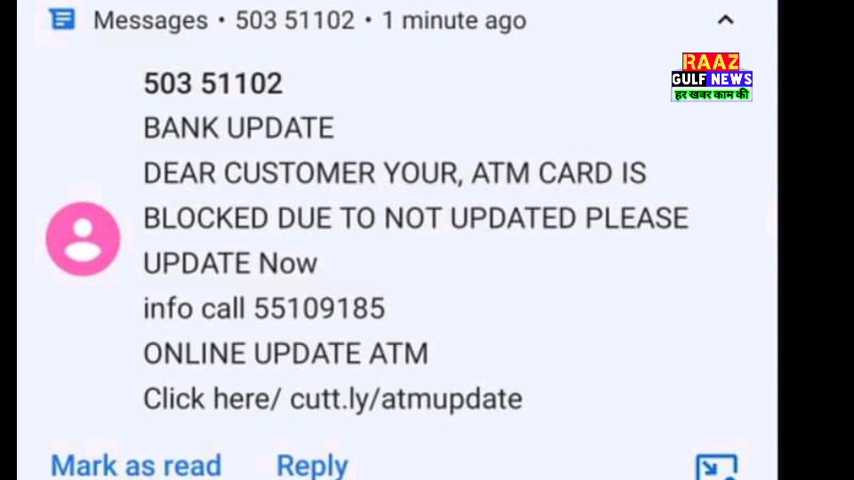 Messages • 503 51102 • 1 minute ago
RAAZ
GULF NEWS
हर खबर काम की
503 51102
BANK UPDATE
DEAR CUSTOMER YOUR, ATM CARD IS
BLOCKED DUE TO NOT UPDATED PLEASE
UPDATE Now
info call 55109185
ONLINE UPDATE ATM
Click here/ cutt.ly/atmupdate
Mark as read Reply